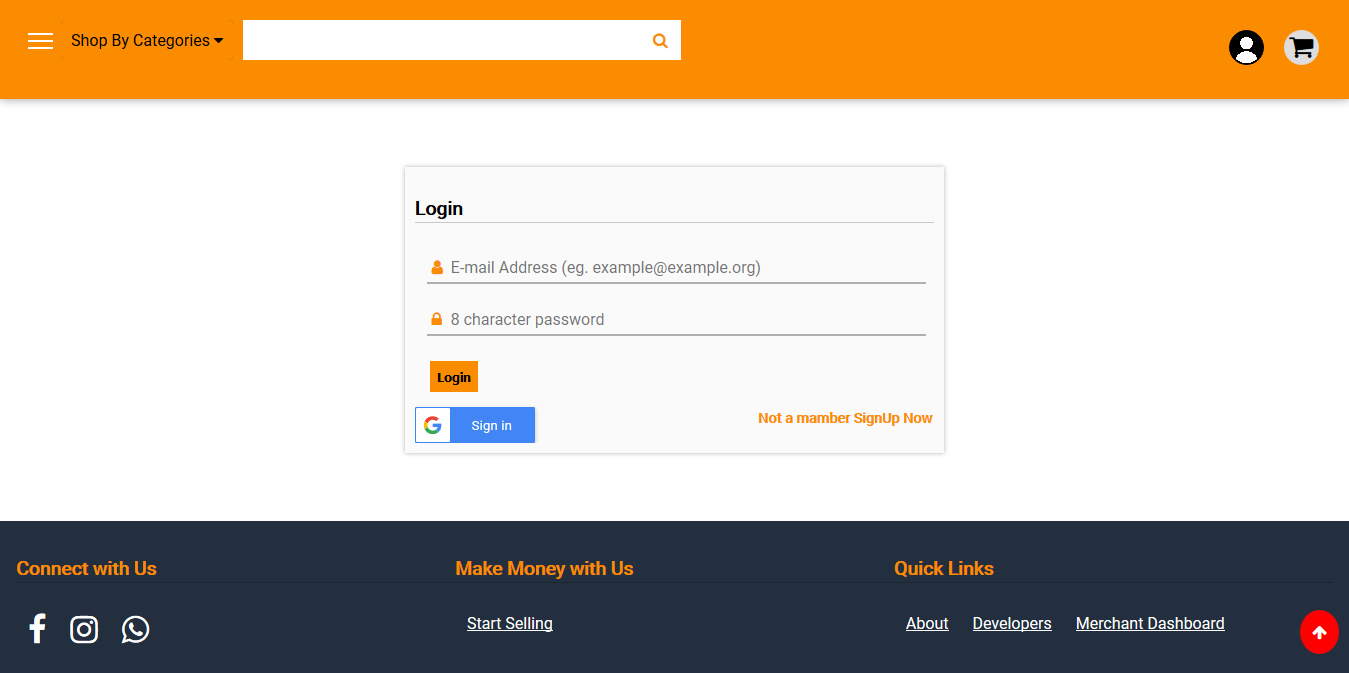 Shop By Categories
Login
E-mail Address (eg. example@example.org)
8 character password
Login
Sign in
Not a mamber SignUp Now
Connect with Us
Make Money with Us
Quick Links
Start Selling
About
Developers
Merchant Dashboard